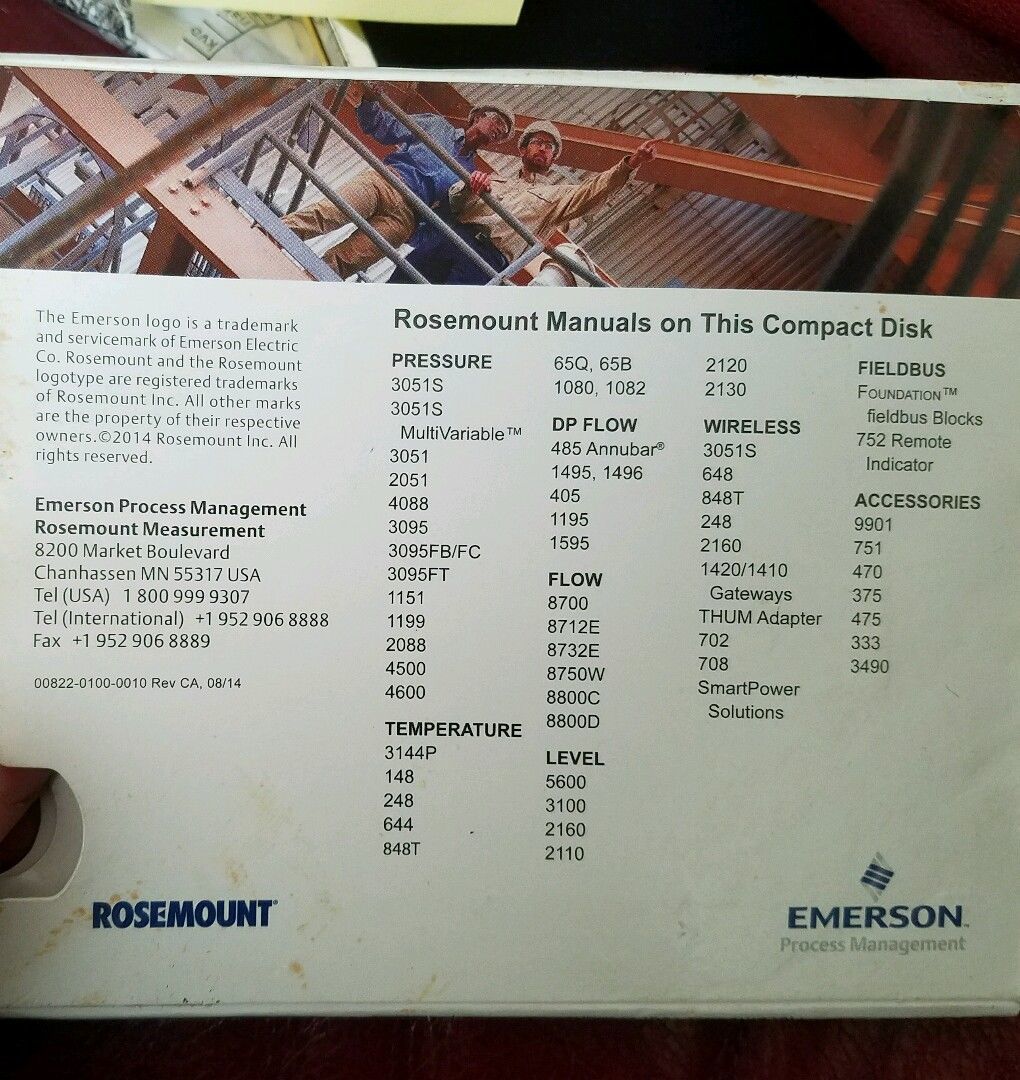 The Emerson logo is a trademark
and servicemark of Emerson Electric
Co. Rosemount and the Rosemount
logotype are registered trademarks
of Rosemount Inc. All other marks
are the property of their respective
owners.©2014 Rosemount Inc. All
rights reserved.
Emerson Process Management
Rosemount Measurement
8200 Market Boulevard
Chanhassen MN 55317 USA
Tel (USA) 1 800 999 9307
Tel (International) +1 952 906 8888
Fax +1 952 906 8889
00822-0100-0010 Rev CA, 08/14
Rosemount Manuals on This Compact Disk
PRESSURE
3051S
3051S
MultiVariable™
3051
2051
4088
3095
3095FB/FC
3095FT
1151
1199
2088
4500
4600
TEMPERATURE
3144P
148
248
644
848T
65Q, 65B
1080, 1082
DP FLOW
485 Annubar®
1495, 1496
405
1195
1595
FLOW
8700
8712E
8732E
8750W
8800C
8800D
LEVEL
5600
3100
2160
2110
2120
2130
WIRELESS
3051S
648
848T
248
2160
1420/1410
Gateways
THUM Adapter
702
708
SmartPower
Solutions
FIELDBUS
FOUNDATION™
fieldbus Blocks
752 Remote
Indicator
ACCESSORIES
9901
751
470
375
475
333
3490
ROSEMOUNT®
EMERSON™
Process Management